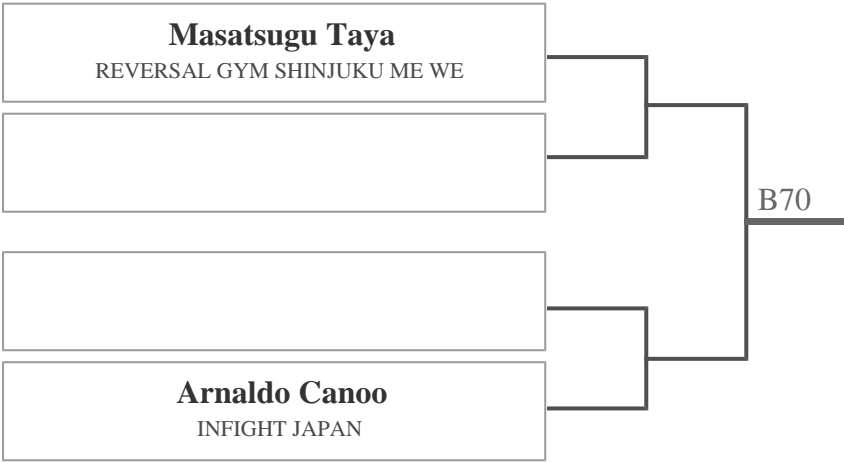 Masatsugu Taya
REVERSAL GYM SHINJUKU ME WE
B70
Arnaldo Canoo
INFIGHT JAPAN